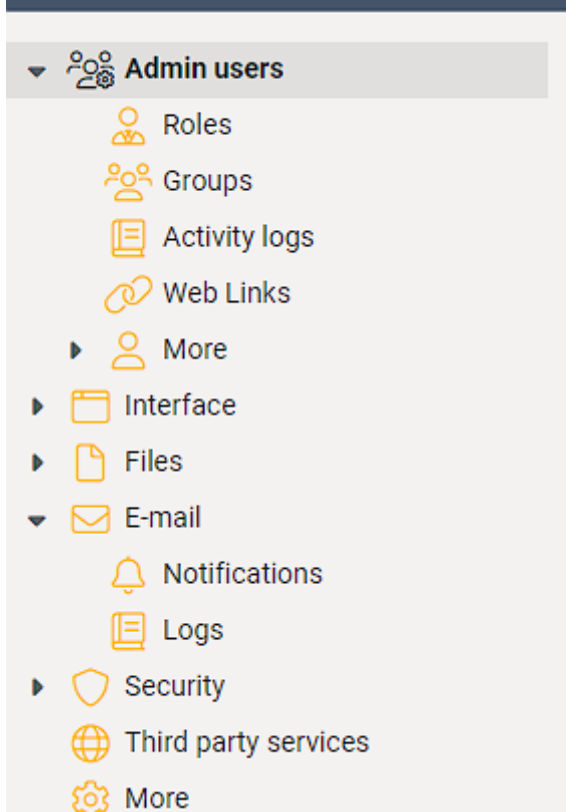 Admin users
Roles
Groups
Activity logs
Web Links
More
Interface
Files
E-mail
Notifications
Logs
Security
Third party services
More